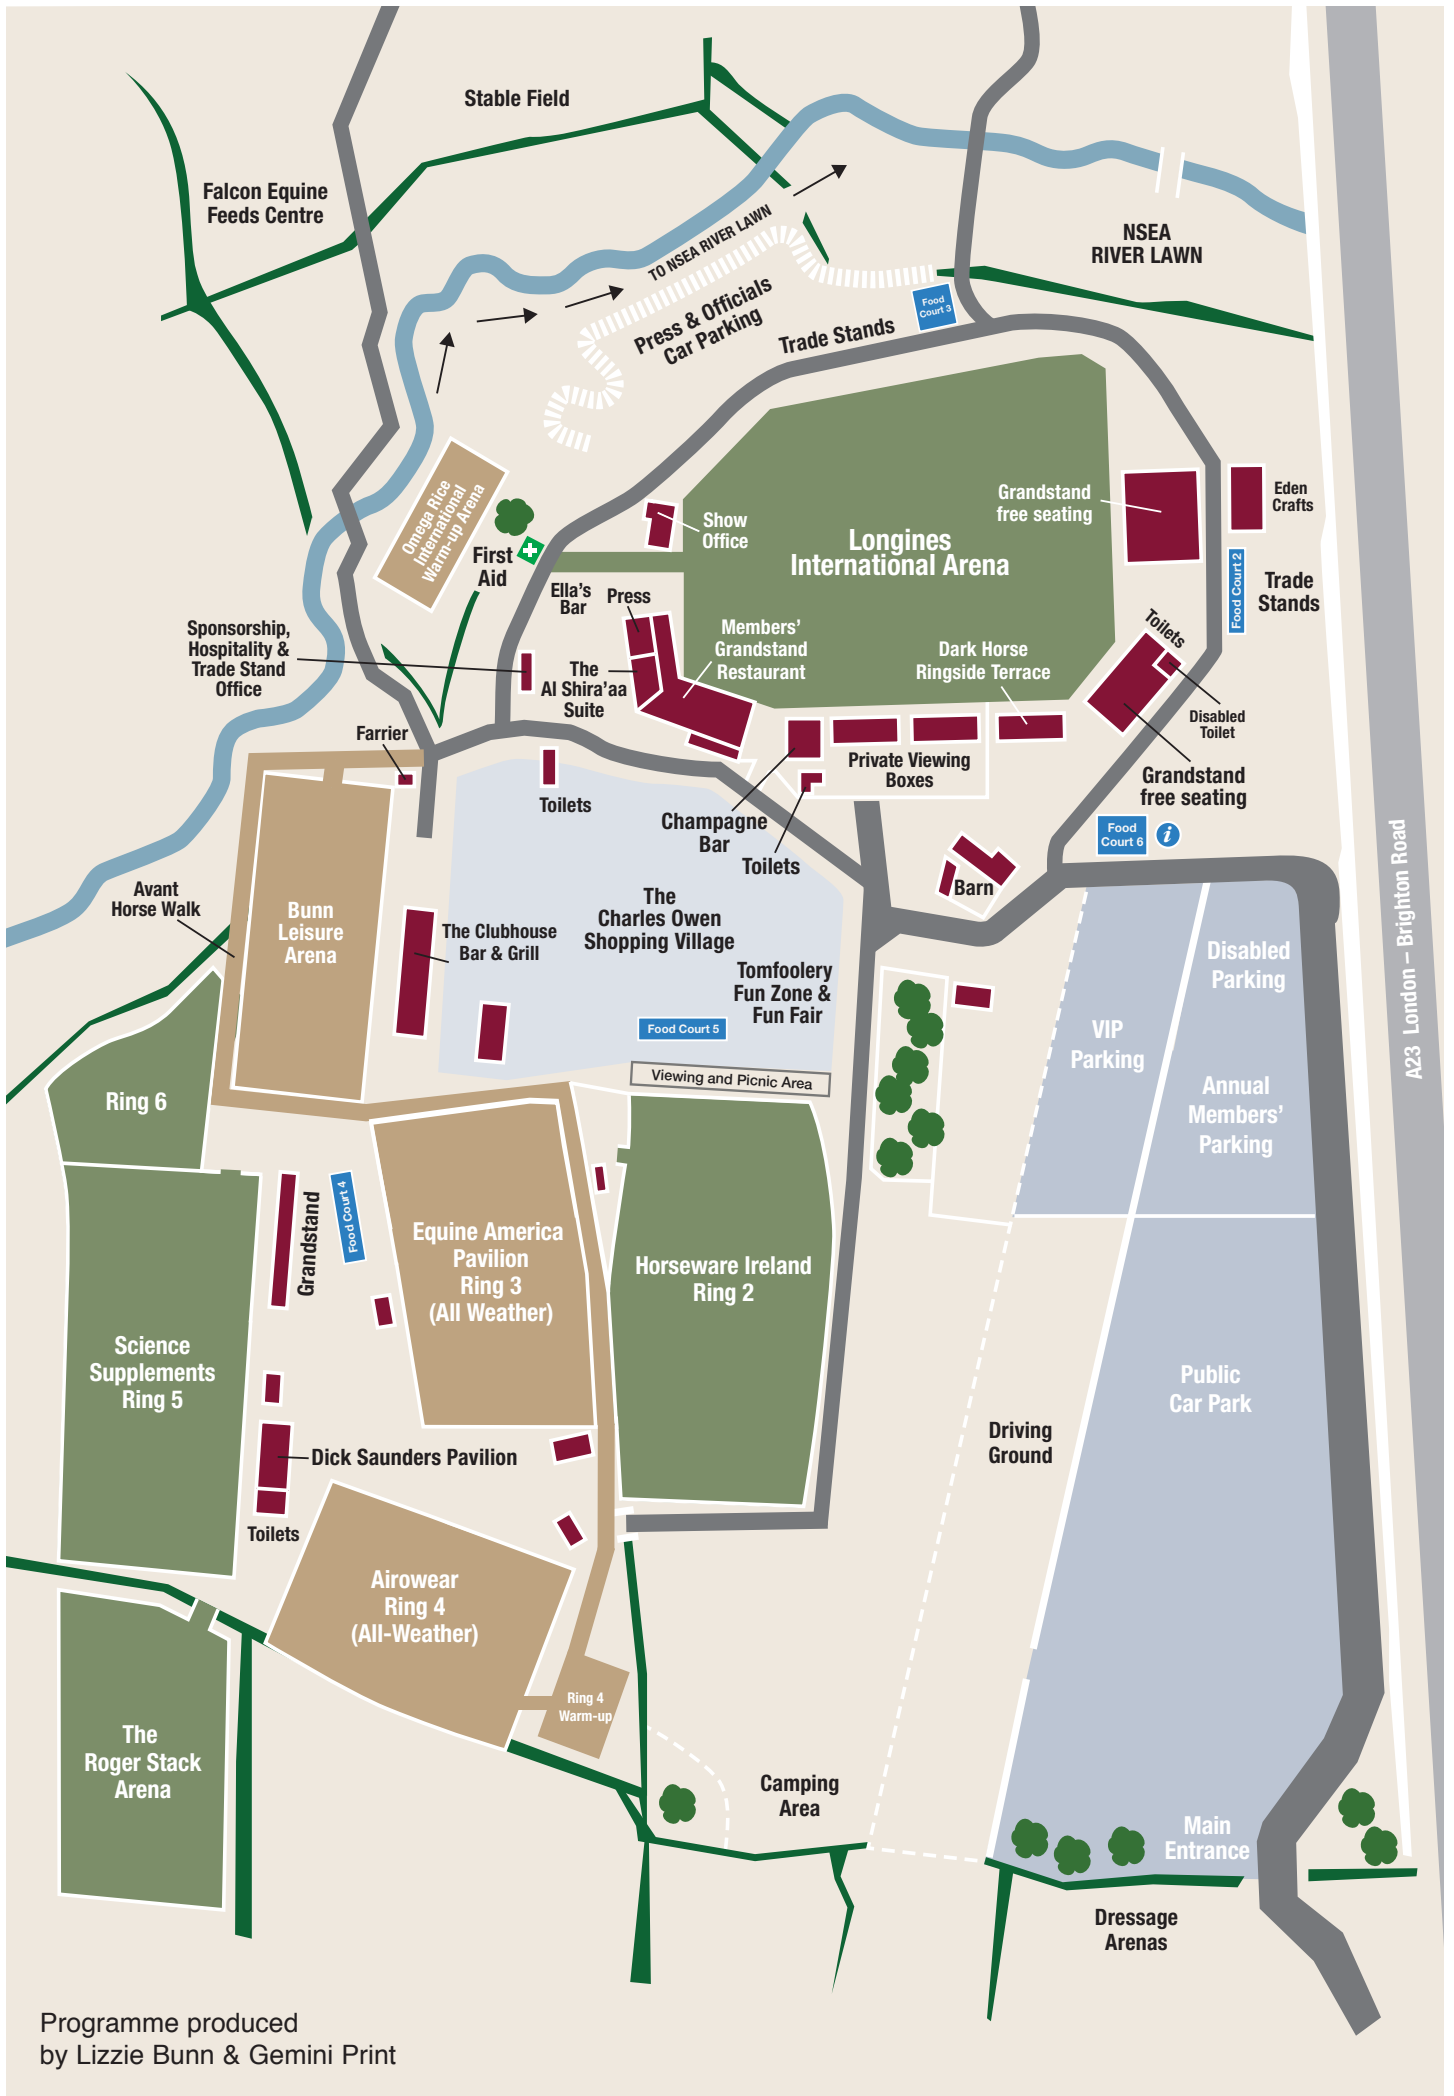 Stable Field
Falcon Equine
Feeds Centre
TO NSEA RIVER LAWN
NSEA
RIVER LAWN
Press & Officials
Car Parking
Trade Stands
Food
Court 3
Omega Rice
International
Warm-up Arena
First
Aid
Show
Office
Grandstand
free seating
Eden
Crafts
Longines
International Arena
Food Court 2
Trade
Stands
Ella's
Bar
Press
Sponsorship,
Hospitality &
Trade Stand
Office
The
Al Shira'aa
Suite
Members'
Grandstand
Restaurant
Dark Horse
Ringside Terrace
Toilets
Disabled
Toilet
Farrier
Toilets
Private Viewing
Boxes
Grandstand
free seating
Champagne
Bar
Toilets
Food
Court 6
i
A23 London – Brighton Road
Avant
Horse Walk
Bunn
Leisure
Arena
The Clubhouse
Bar & Grill
The
Charles Owen
Shopping Village
Barn
Tomfoolery
Fun Zone &
Fun Fair
Food Court 5
Disabled
Parking
VIP
Parking
Viewing and Picnic Area
Annual
Members'
Parking
Ring 6
Grandstand
Food Court 4
Equine America
Pavilion
Ring 3
(All Weather)
Horseware Ireland
Ring 2
Science
Supplements
Ring 5
Public
Car Park
Driving
Ground
Dick Saunders Pavilion
Toilets
Airowear
Ring 4
(All-Weather)
Ring 4
Warm-up
The
Roger Stack
Arena
Camping
Area
Main
Entrance
Dressage
Arenas
Programme produced
by Lizzie Bunn & Gemini Print